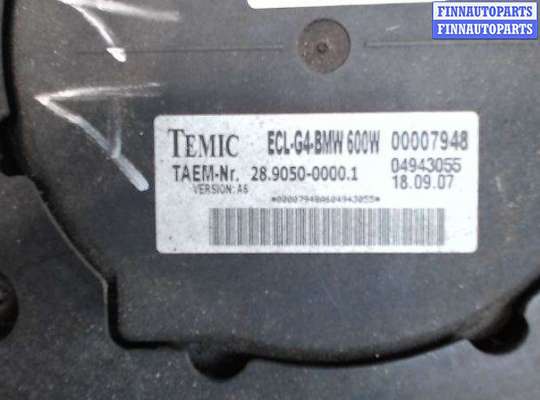 FINNAUTOPARTS
FINNAUTOPARTS
TEMIC ECL-G4-BMW 600W 00007948
TAEM-Nr. 28.9050-0000.1 04943055
VERSION: A6 18.09.07
*00007948A604943055*